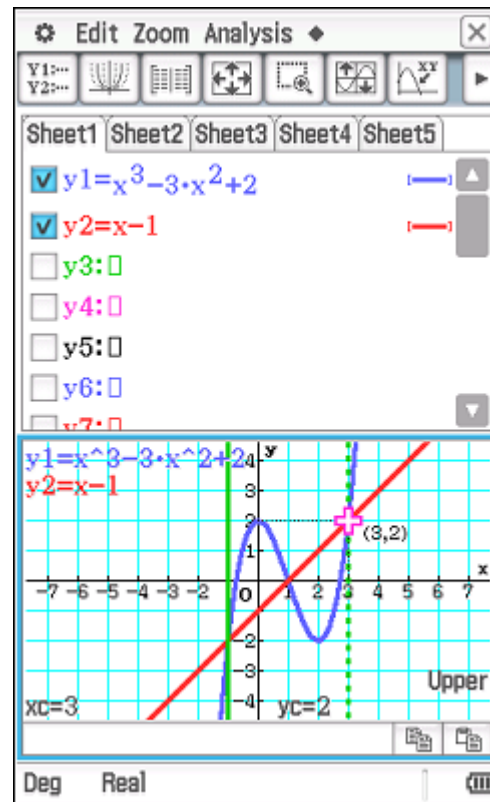 Edit Zoom Analysis ◆
Y1:··· Y2:··· XY
Sheet1 Sheet2 Sheet3 Sheet4 Sheet5
y1=x³−3·x²+2
y2=x−1
y3:□
y4:□
y5:□
y6:□
y7:□
y1=x^3−3·x^2+2
y2=x−1
y
4
3
2
1
(3,2)
x
-7 -6 -5 -4 -3 -2 0 1 2 3 4 5 6 7
-2
-3
-4
Upper
xc=3 yc=2
Deg Real